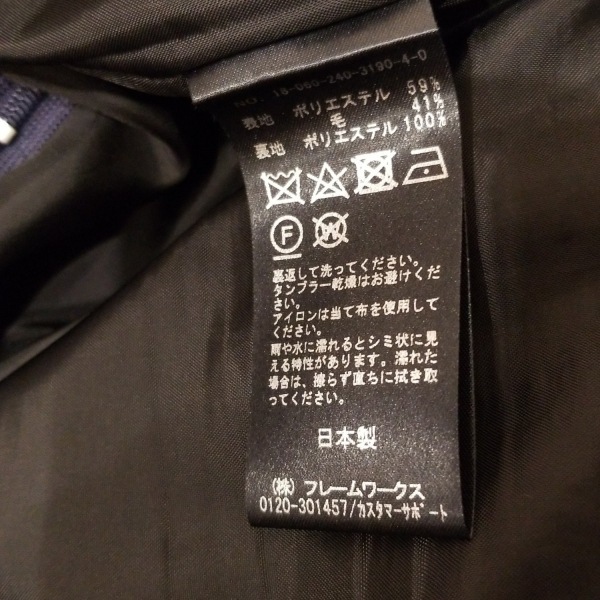 NO. 18-060-240-3190-4-0
表地 ポリエステル 59%
毛 41%
裏地 ポリエステル 100%
F
W
裏返して洗ってください。
タンブラー乾燥はお避けくだ
さい。
アイロンは当て布を使用して
ください。
雨や水に濡れるとシミ状に見
える特性があります。濡れた
場合は、擦らず直ちに拭き取
ってください。
日本製
(株) フレームワークス
0120-301457/カスタマーサポート